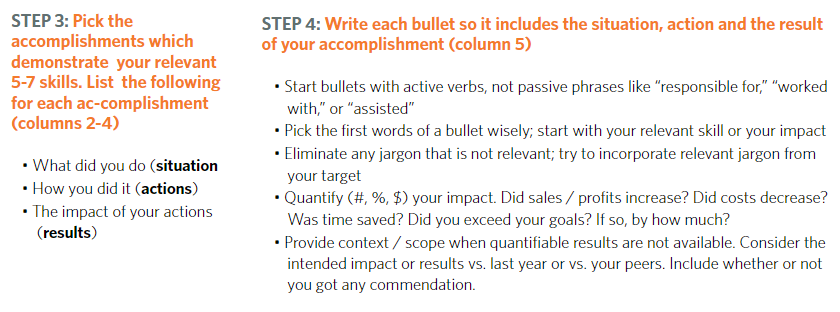 STEP 3: Pick the
accomplishments which
demonstrate your relevant
5-7 skills. List the following
for each ac-complishment
(columns 2-4)
• What did you do (situation
• How you did it (actions)
• The impact of your actions
(results)
STEP 4: Write each bullet so it includes the situation, action and the result
of your accomplishment (column 5)
• Start bullets with active verbs, not passive phrases like “responsible for,” “worked
with,” or “assisted”
• Pick the first words of a bullet wisely; start with your relevant skill or your impact
• Eliminate any jargon that is not relevant; try to incorporate relevant jargon from
your target
• Quantify (#, %, $) your impact. Did sales / profits increase? Did costs decrease?
Was time saved? Did you exceed your goals? If so, by how much?
• Provide context / scope when quantifiable results are not available. Consider the
intended impact or results vs. last year or vs. your peers. Include whether or not
you got any commendation.